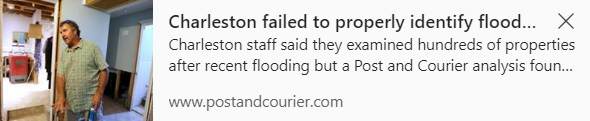 Charleston failed to properly identify flood...
Charleston staff said they examined hundreds of properties
after recent flooding but a Post and Courier analysis foun...
www.postandcourier.com